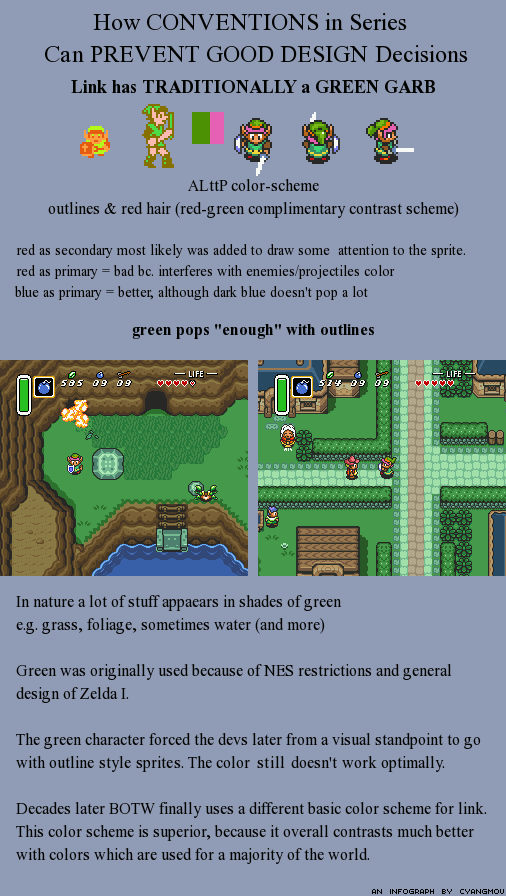 How CONVENTIONS in Series
Can PREVENT GOOD DESIGN Decisions
Link has TRADITIONALLY a GREEN GARB
ALttP color-scheme
outlines & red hair (red-green complimentary contrast scheme)
red as secondary most likely was added to draw some attention to the sprite.
red as primary = bad bc. interferes with enemies/projectiles color
blue as primary = better, although dark blue doesn't pop a lot
green pops "enough" with outlines
LIFE
585 09 09
LIFE
514 09 09
In nature a lot of stuff appaears in shades of green
e.g. grass, foliage, sometimes water (and more)
Green was originally used because of NES restrictions and general
design of Zelda I.
The green character forced the devs later from a visual standpoint to go
with outline style sprites. The color still doesn't work optimally.
Decades later BOTW finally uses a different basic color scheme for link.
This color scheme is superior, because it overall contrasts much better
with colors which are used for a majority of the world.
AN INFOGRAPH BY CYANGMOU